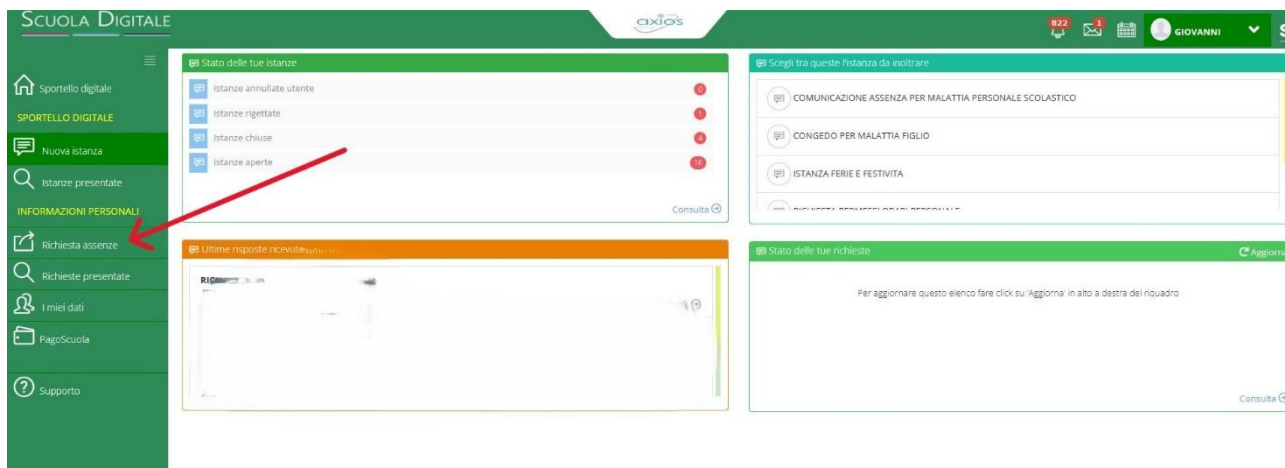 SCUOLA DIGITALE
axios
822
1
GIOVANNI
Sportello digitale
SPORTELLO DIGITALE
Nuova istanza
Istanze presentate
INFORMAZIONI PERSONALI
Richiesta assenze
Richieste presentate
I miei dati
PagoScuola
Supporto
Stato delle tue istanze
Istanze annullate utente
0
Istanze rigettate
1
Istanze chiuse
4
Istanze aperte
16
Consulta
Scegli tra queste l'istanza da inoltrare
COMUNICAZIONE ASSENZA PER MALATTIA PERSONALE SCOLASTICO
CONGEDO PER MALATTIA FIGLIO
ISTANZA FERIE E FESTIVITA
RICHIESTA PERMESSI ORARI PERSONALE
Ultime risposte ricevute
Stato delle tue richieste
Aggiorna
Per aggiornare questo elenco fare click su 'Aggiorna' in alto a destra del riquadro
Consulta